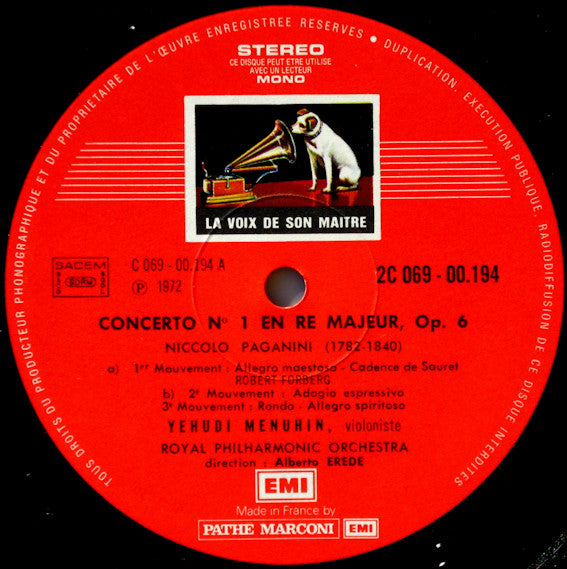 TOUS DROITS DU PRODUCTEUR PHONOGRAPHIQUE ET DU PROPRIETAIRE DE L'ŒUVRE ENREGISTREE RESERVES • DUPLICATION, EXECUTION PUBLIQUE, RADIODIFFUSION DE CE DISQUE INTERDITES
STEREO
CE DISQUE PEUT ETRE UTILISE
AVEC UN LECTEUR
MONO
LA VOIX DE SON MAITRE
SACEM
SDRM
C 069 - 00.194 A
Ⓟ 1972
2C 069 - 00.194
CONCERTO N° 1 EN RE MAJEUR, Op. 6
NICCOLO PAGANINI (1782-1840)
a) 1er Mouvement : Allegro maestoso - Cadence de Sauret
ROBERT FORBERG
b) 2e Mouvement : Adagio espressivo
3e Mouvement : Rondo - Allegro spiritoso
YEHUDI MENUHIN, violoniste
ROYAL PHILHARMONIC ORCHESTRA
direction : Alberto EREDE
EMI
Made in France by
PATHE MARCONI EMI